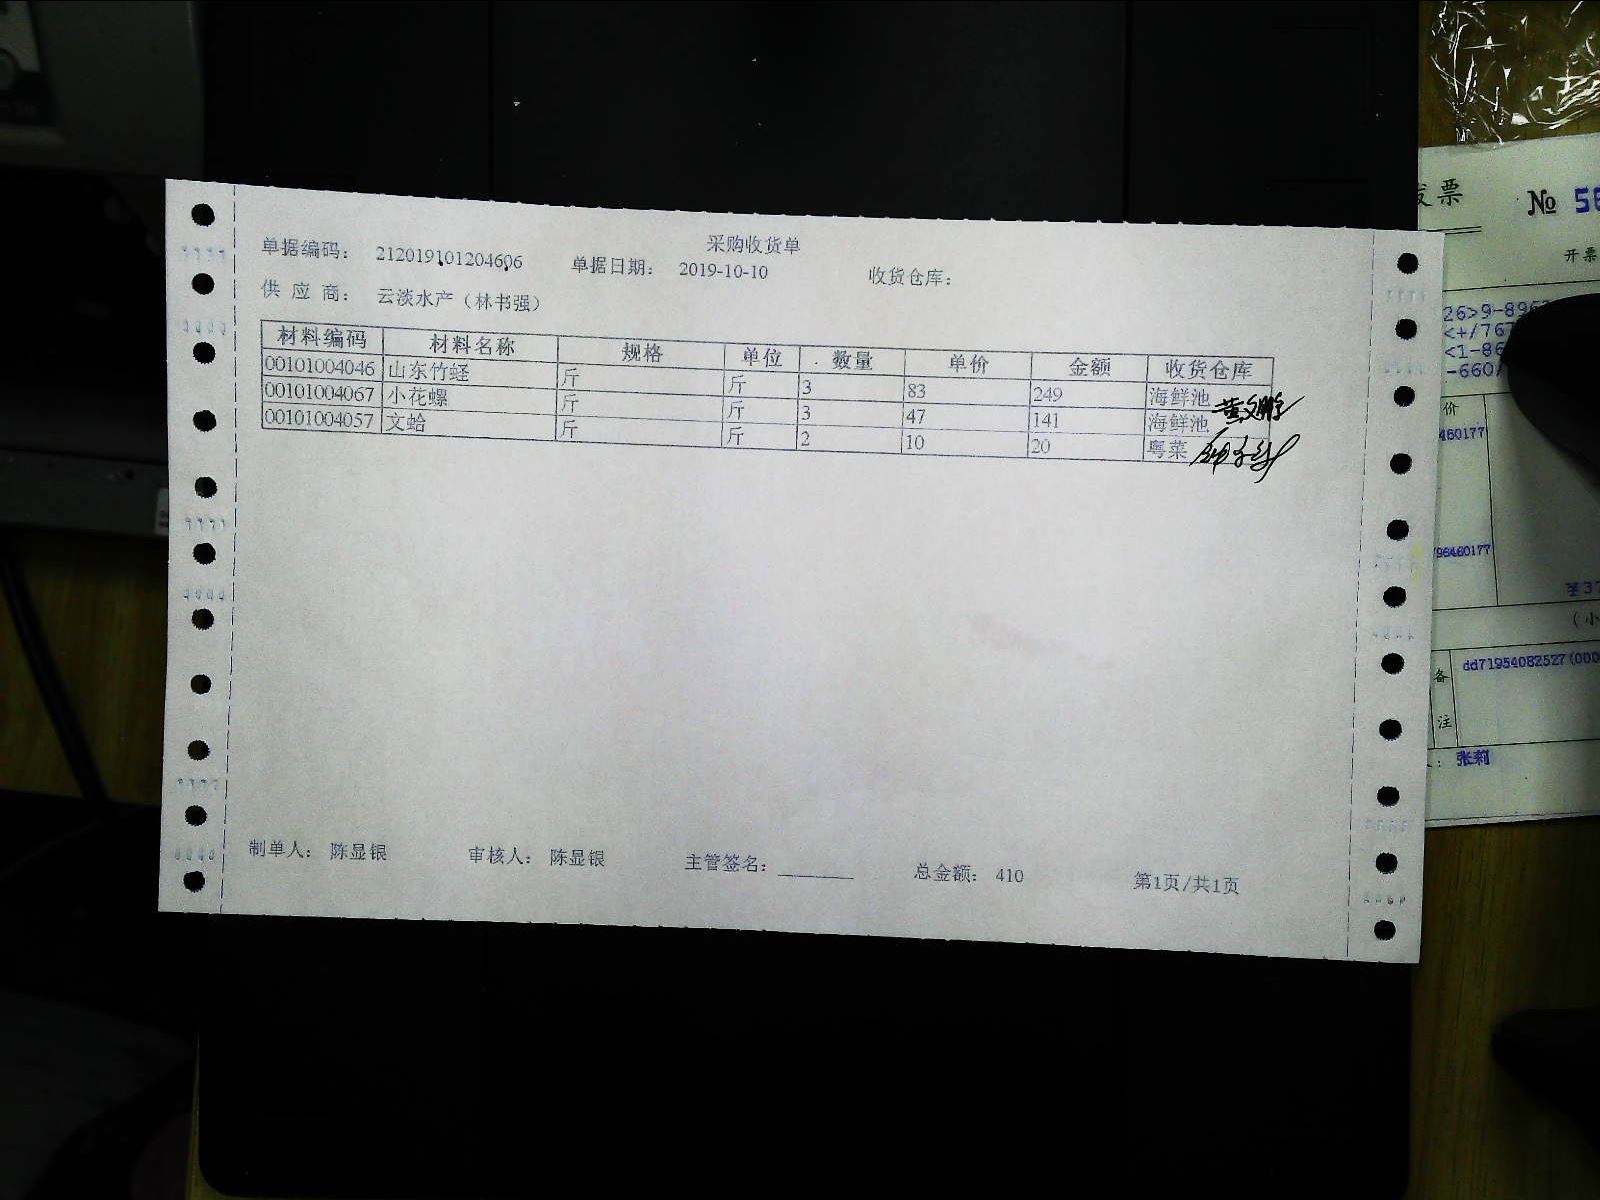 采购收货单
单据编码： 212019101204606 单据日期： 2019-10-10 收货仓库：
供 应 商： 云淡水产（林书强）
材料编码 材料名称 规格 单位 数量 单价 金额 收货仓库
00101004046 山东竹蛏 斤 斤 3 83 249 海鲜池
00101004067 小花螺 斤 斤 3 47 141 海鲜池
00101004057 文蛤 斤 斤 2 10 20 粤菜
制单人： 陈显银 审核人： 陈显银 主管签名： 总金额： 410 第1页/共1页
发票
№ 56
开票
26>9-896
<+/767
<1-86
-660/
价
460177
96460177
¥37
（小
备
注
dd71954082527(000
张莉